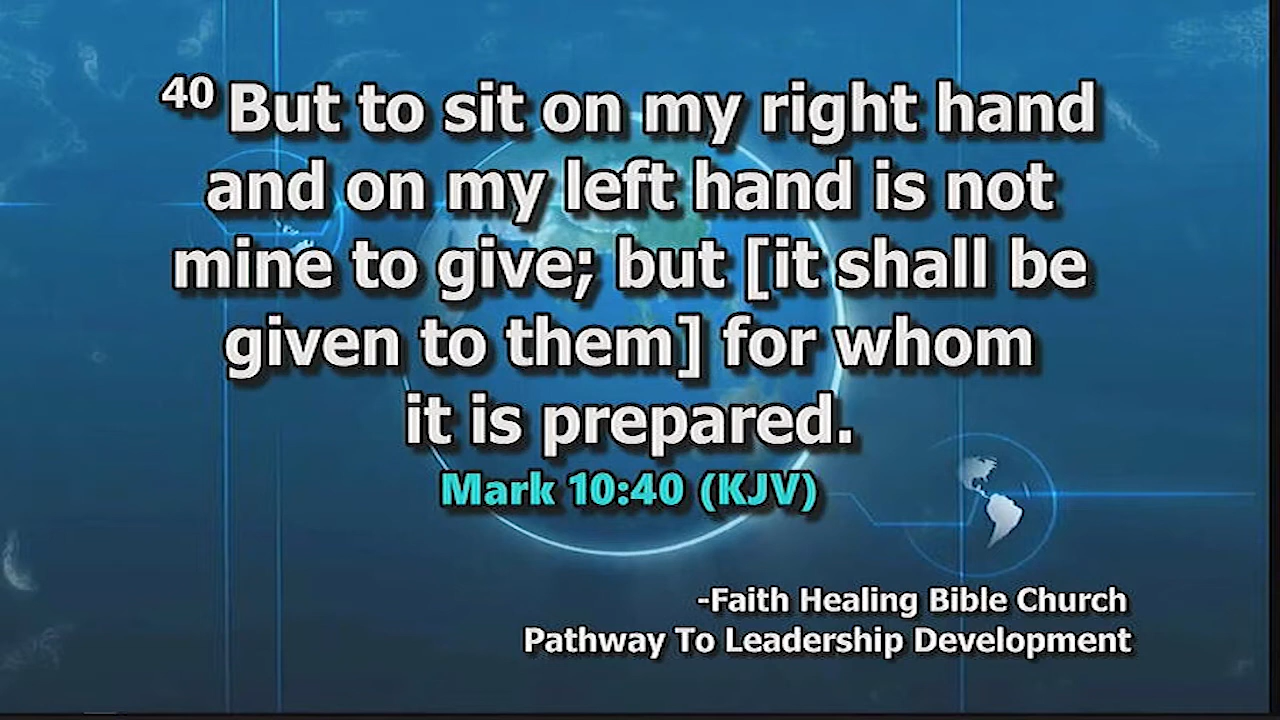 40 But to sit on my right hand
and on my left hand is not
mine to give; but [it shall be
given to them] for whom
it is prepared.
Mark 10:40 (KJV)
-Faith Healing Bible Church
Pathway To Leadership Development